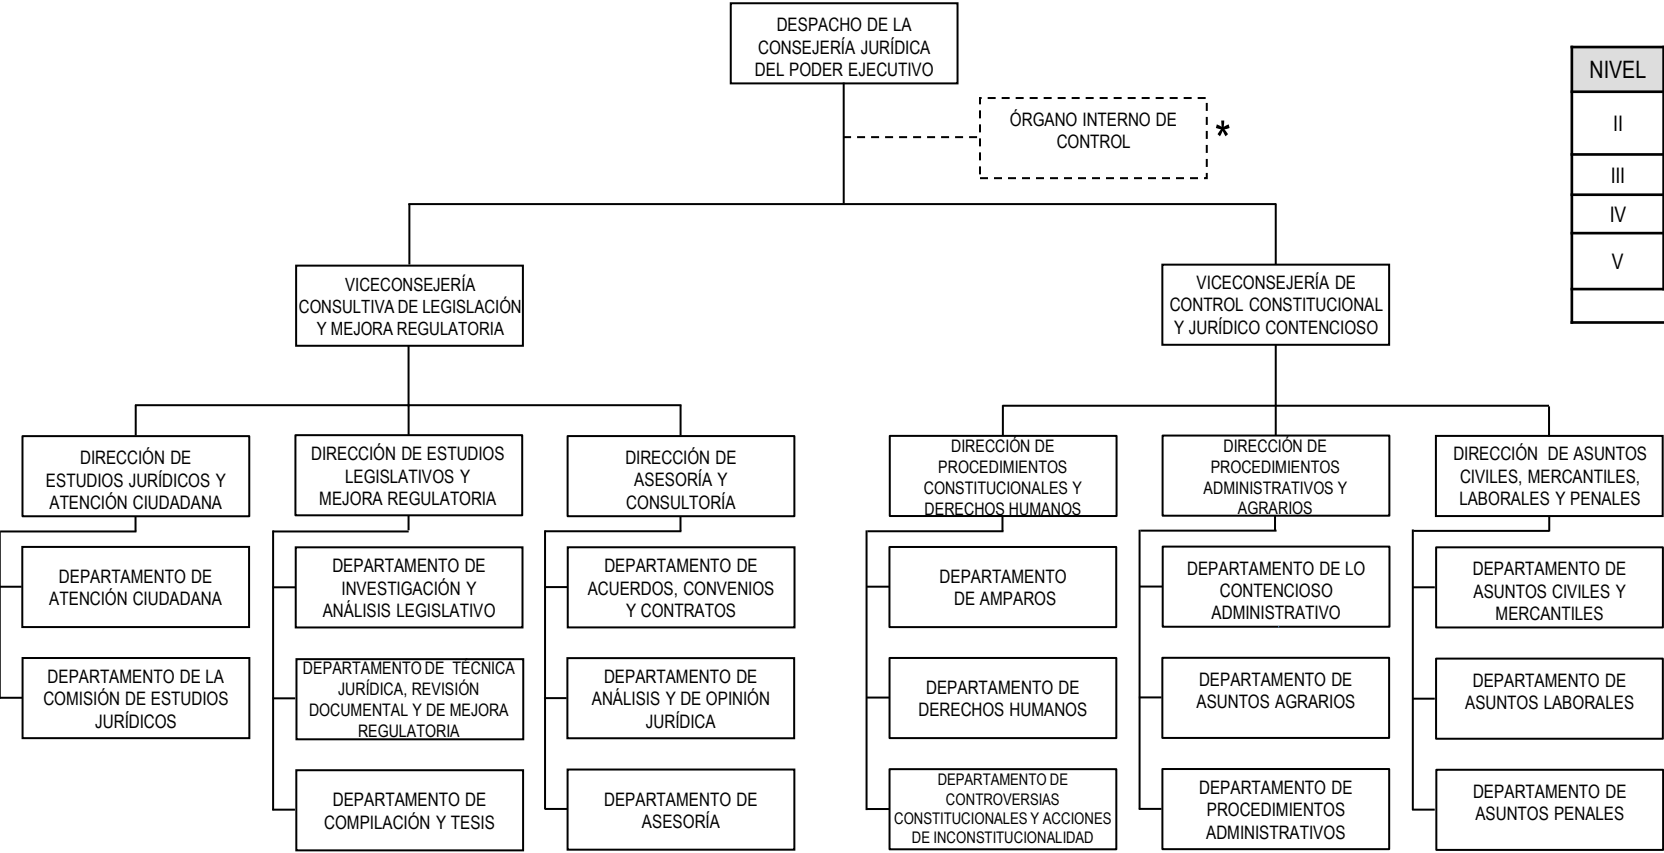 DESPACHO DE LA
CONSEJERÍA JURÍDICA
DEL PODER EJECUTIVO
ÓRGANO INTERNO DE
CONTROL
*
NIVEL
II
III
IV
V
VICECONSEJERÍA
CONSULTIVA DE LEGISLACIÓN
Y MEJORA REGULATORIA
VICECONSEJERÍA DE
CONTROL CONSTITUCIONAL
Y JURÍDICO CONTENCIOSO
DIRECCIÓN DE
ESTUDIOS JURÍDICOS Y
ATENCIÓN CIUDADANA
DIRECCIÓN DE ESTUDIOS
LEGISLATIVOS Y
MEJORA REGULATORIA
DIRECCIÓN DE
ASESORÍA Y
CONSULTORÍA
DIRECCIÓN DE
PROCEDIMIENTOS
CONSTITUCIONALES Y
DERECHOS HUMANOS
DIRECCIÓN DE
PROCEDIMIENTOS
ADMINISTRATIVOS Y
AGRARIOS
DIRECCIÓN DE ASUNTOS
CIVILES, MERCANTILES,
LABORALES Y PENALES
DEPARTAMENTO DE
ATENCIÓN CIUDADANA
DEPARTAMENTO DE
INVESTIGACIÓN Y
ANÁLISIS LEGISLATIVO
DEPARTAMENTO DE
ACUERDOS, CONVENIOS
Y CONTRATOS
DEPARTAMENTO
DE AMPAROS
DEPARTAMENTO DE LO
CONTENCIOSO
ADMINISTRATIVO
DEPARTAMENTO DE
ASUNTOS CIVILES Y
MERCANTILES
DEPARTAMENTO DE LA
COMISIÓN DE ESTUDIOS
JURÍDICOS
DEPARTAMENTO DE TÉCNICA
JURÍDICA, REVISIÓN
DOCUMENTAL Y DE MEJORA
REGULATORIA
DEPARTAMENTO DE
ANÁLISIS Y DE OPINIÓN
JURÍDICA
DEPARTAMENTO DE
DERECHOS HUMANOS
DEPARTAMENTO DE
ASUNTOS AGRARIOS
DEPARTAMENTO DE
ASUNTOS LABORALES
DEPARTAMENTO DE
COMPILACIÓN Y TESIS
DEPARTAMENTO DE
ASESORÍA
DEPARTAMENTO DE
CONTROVERSIAS
CONSTITUCIONALES Y ACCIONES
DE INCONSTITUCIONALIDAD
DEPARTAMENTO DE
PROCEDIMIENTOS
ADMINISTRATIVOS
DEPARTAMENTO DE
ASUNTOS PENALES